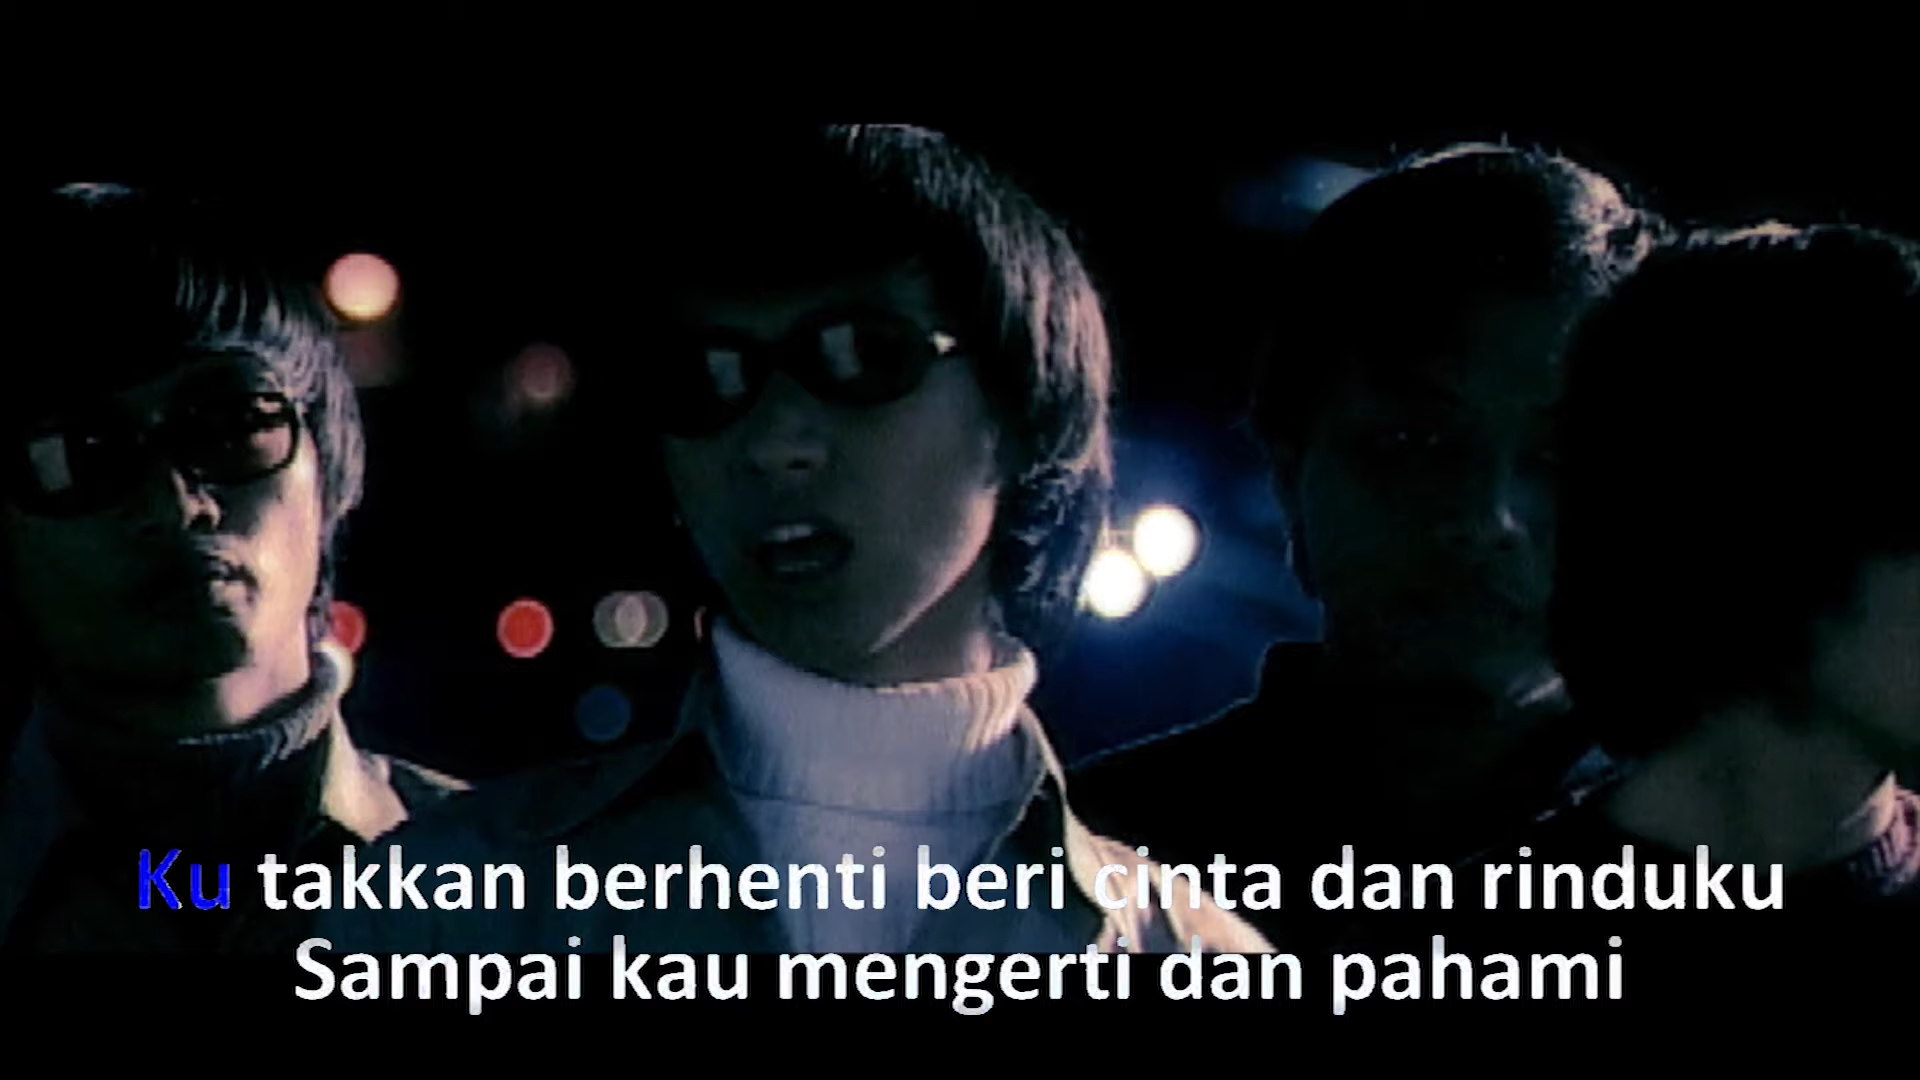 Ku takkan berhenti beri cinta dan rinduku
Sampai kau mengerti dan pahami